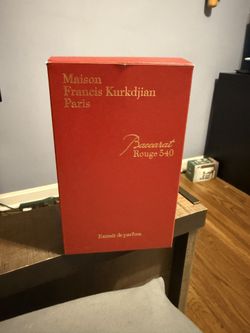 Maison
Francis Kurkdjian
Paris
Baccarat
Rouge 540
Extrait de parfum